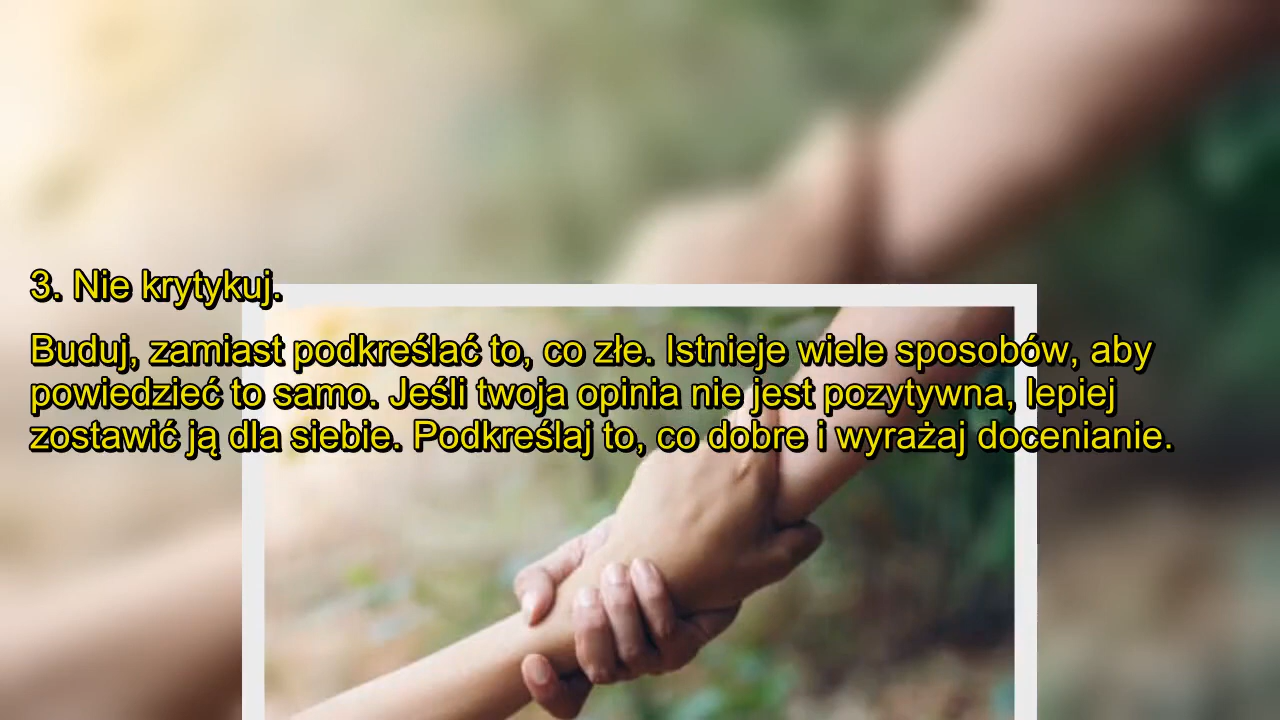 3. Nie krytykuj.
Buduj, zamiast podkreślać to, co złe. Istnieje wiele sposobów, aby
powiedzieć to samo. Jeśli twoja opinia nie jest pozytywna, lepiej
zostawić ją dla siebie. Podkreślaj to, co dobre i wyrażaj docenianie.